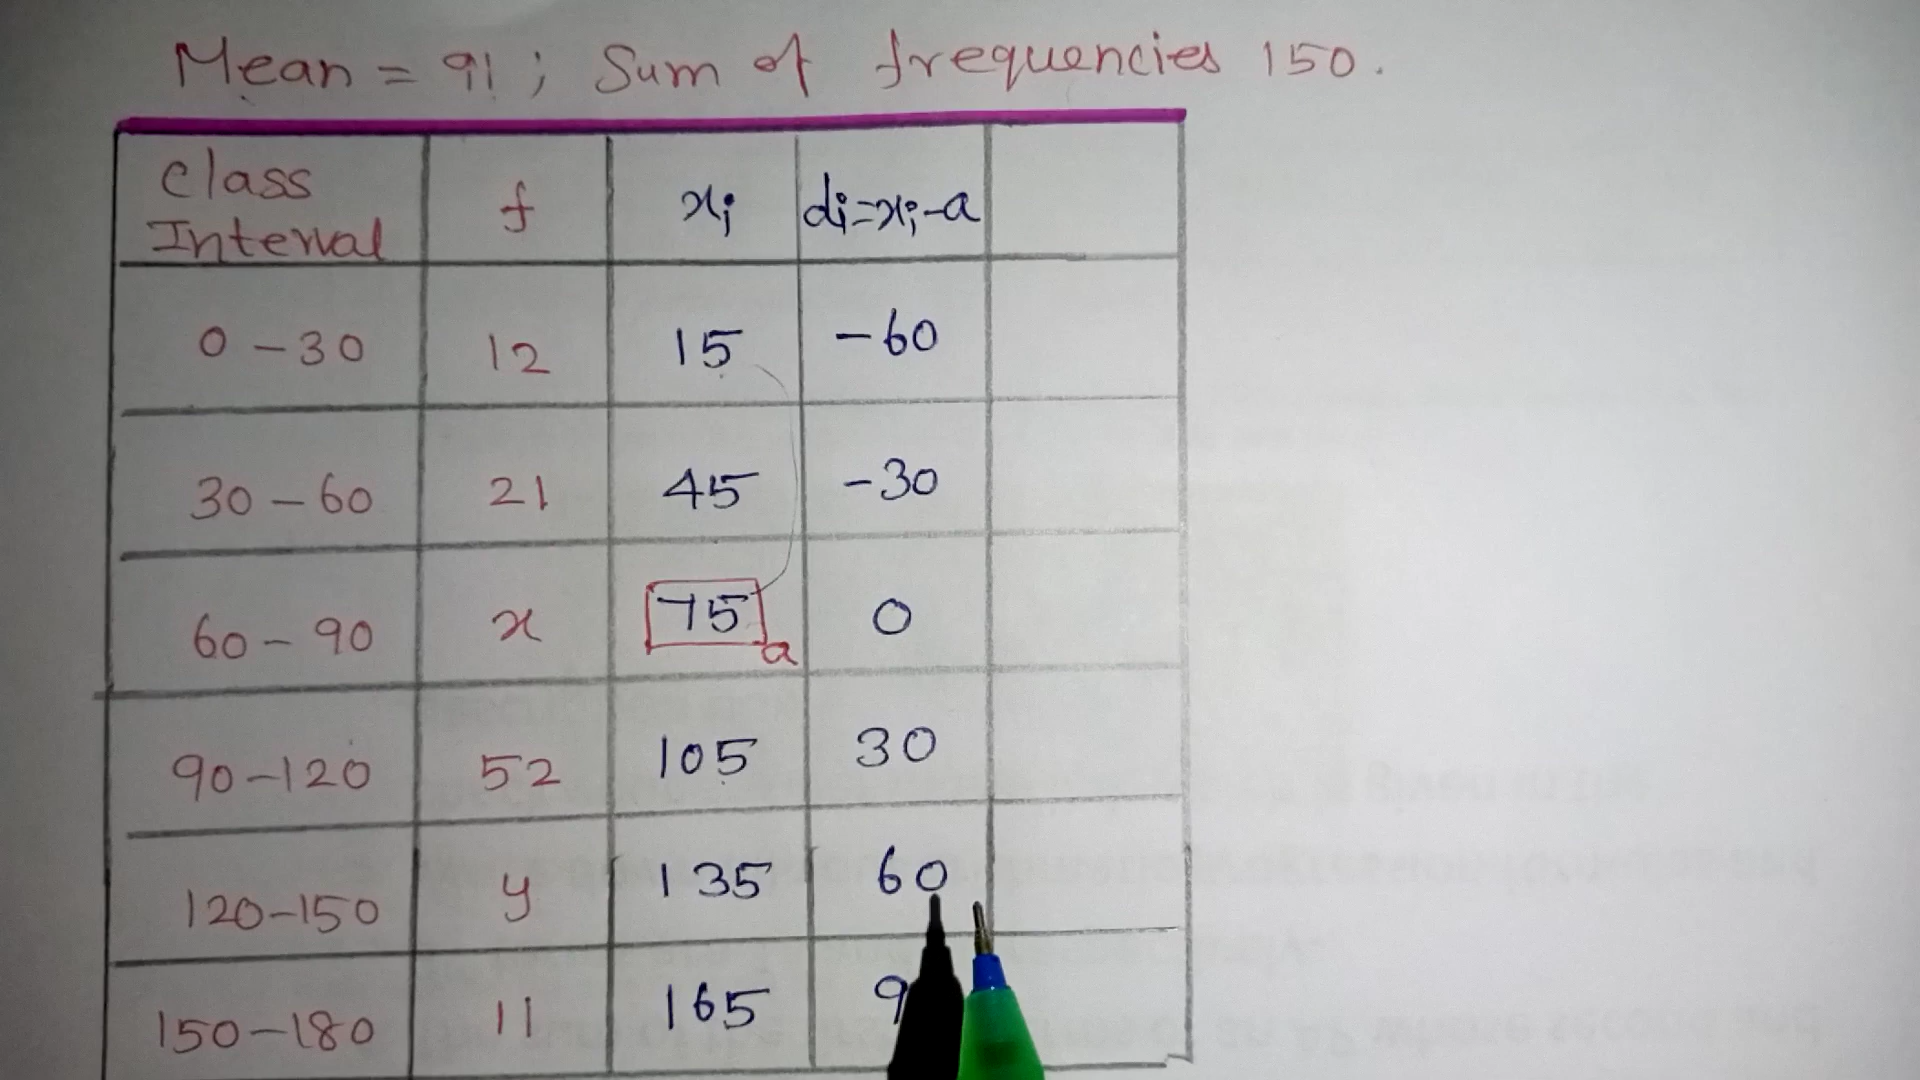 Mean = 91 ; Sum of frequencies 150.
Class Interval f xi di=xi-a
0-30 12 15 -60
30-60 21 45 -30
60-90 x 75 a 0
90-120 52 105 30
120-150 y 135 60
150-180 11 165 9